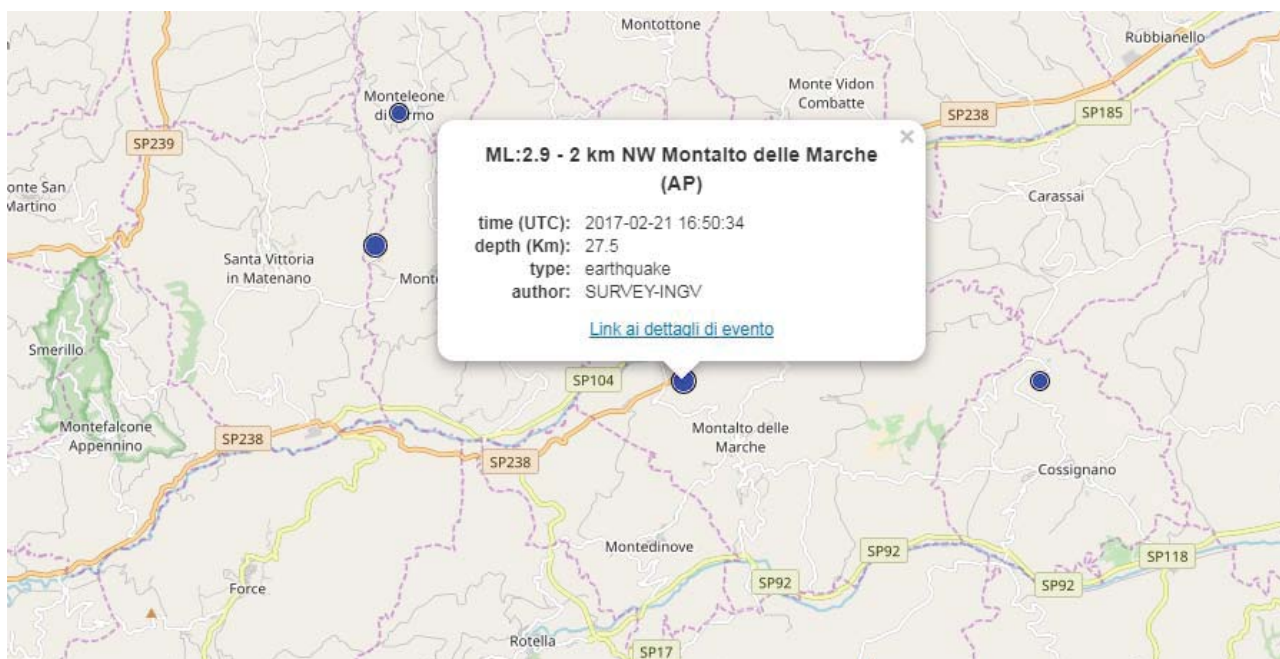 Montottone
Rubbianello
Monteleone
Monte Vidon
Combatte
SP238
SP185
SP239
ML:2.9 - 2 km NW Montalto delle Marche
(AP)
time (UTC): 2017-02-21 16:50:34
depth (Km): 27.5
type: earthquake
author: SURVEY-INGV
Link ai dettagli di evento
onte San
Martino
Carassai
Santa Vittoria
in Matenano
Mont
Smerillo
SP104
Montefalcone
Appennino
SP238
Montalto delle
Marche
SP238
Cossignano
Montedinove
SP92
SP118
SP92
SP92
Force
Rotella
SP17